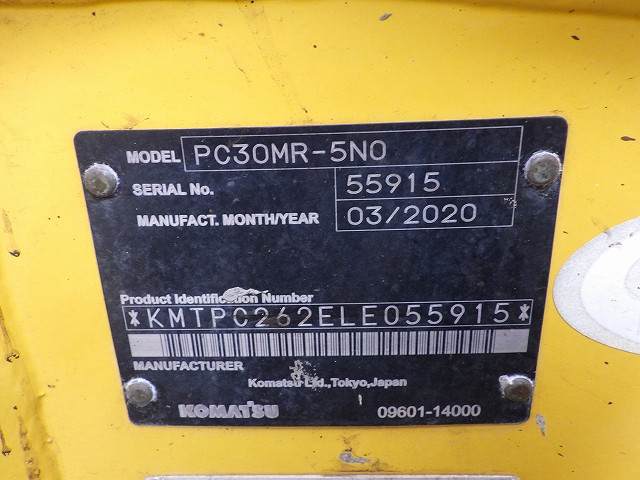 MODEL PC30MR-5N0
SERIAL No. 55915
MANUFACT. MONTH/YEAR 03/2020
Product Identification Number
*KMTPC262ELE055915*
MANUFACTURER
Komatsu Ltd.,Tokyo,Japan
KOMATSU 09601-14000